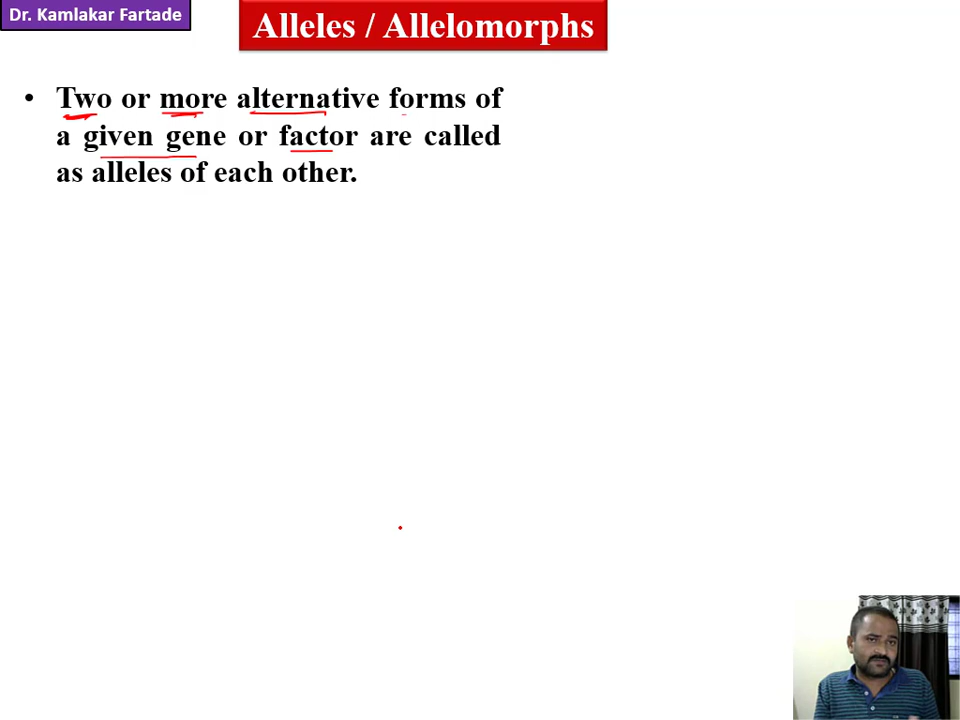 Dr. Kamlakar Fartade
Alleles / Allelomorphs
• Two or more alternative forms of
a given gene or factor are called
as alleles of each other.